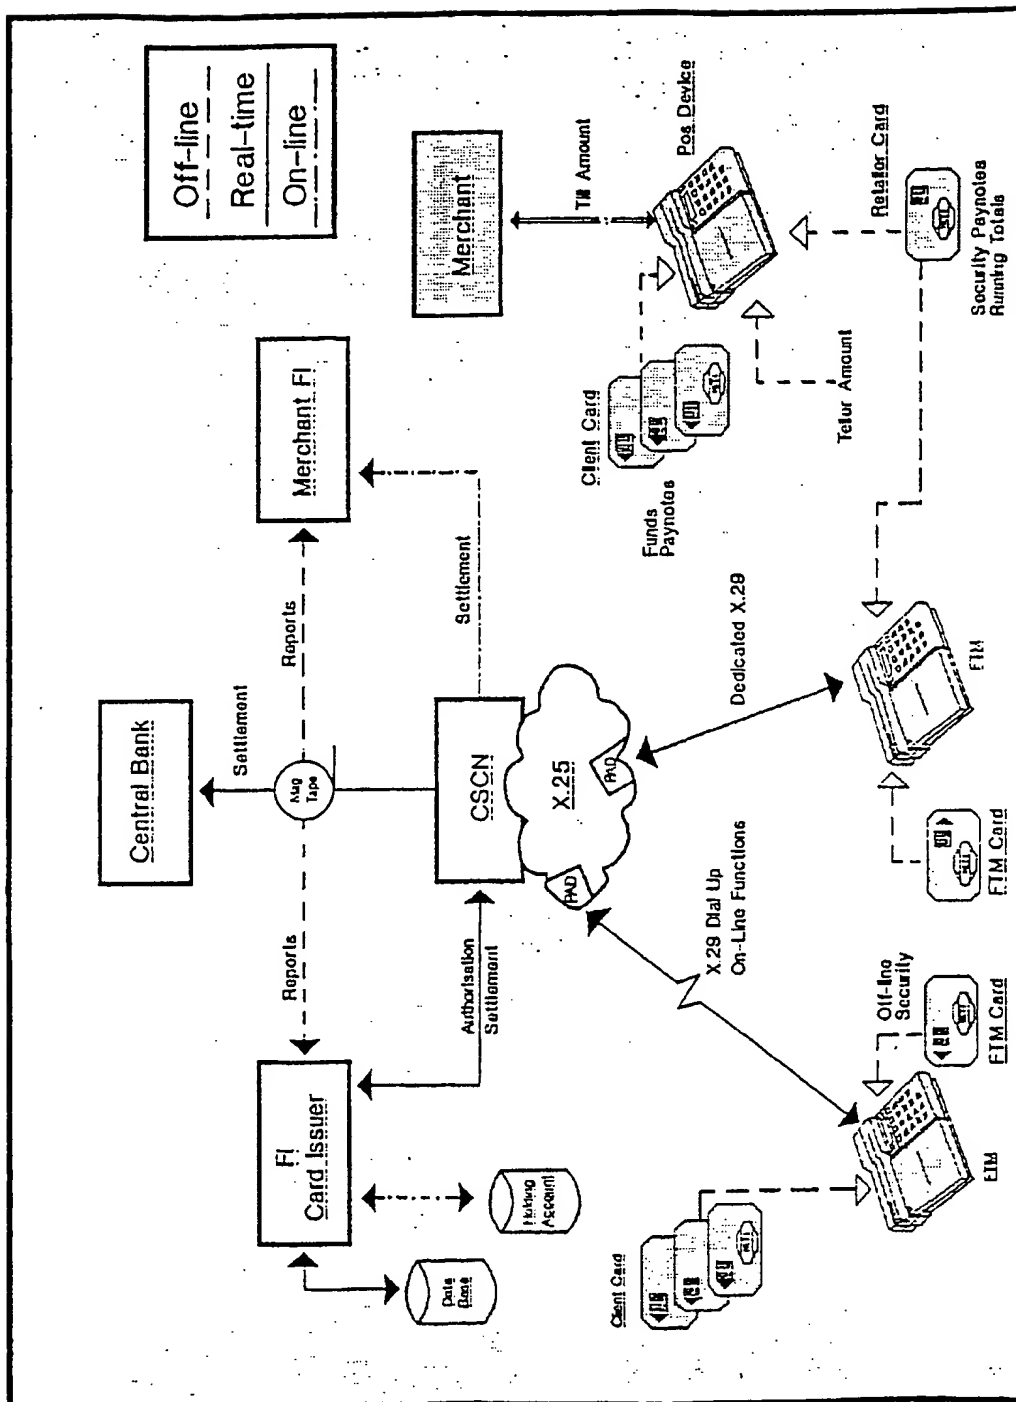 Off-line
Real-time
On-line
Central Bank
Settlement
Reports
Mag
Tape
Reports
FI
Card Issuer
Merchant FI
Merchant
Authorisation
Settlement
CSCN
Settlement
Data
Base
Holding
Account
PAD
X.25
PAD
Till Amount
Pos Device
Client Card
Funds
Paynotes
X.29 Dial Up
On-Line Functions
Dedicated X.29
Amount
Card
Security Paynotes
Running Totals
Client Card
Off-line
Security
FTM Card
FTM Card
FTM